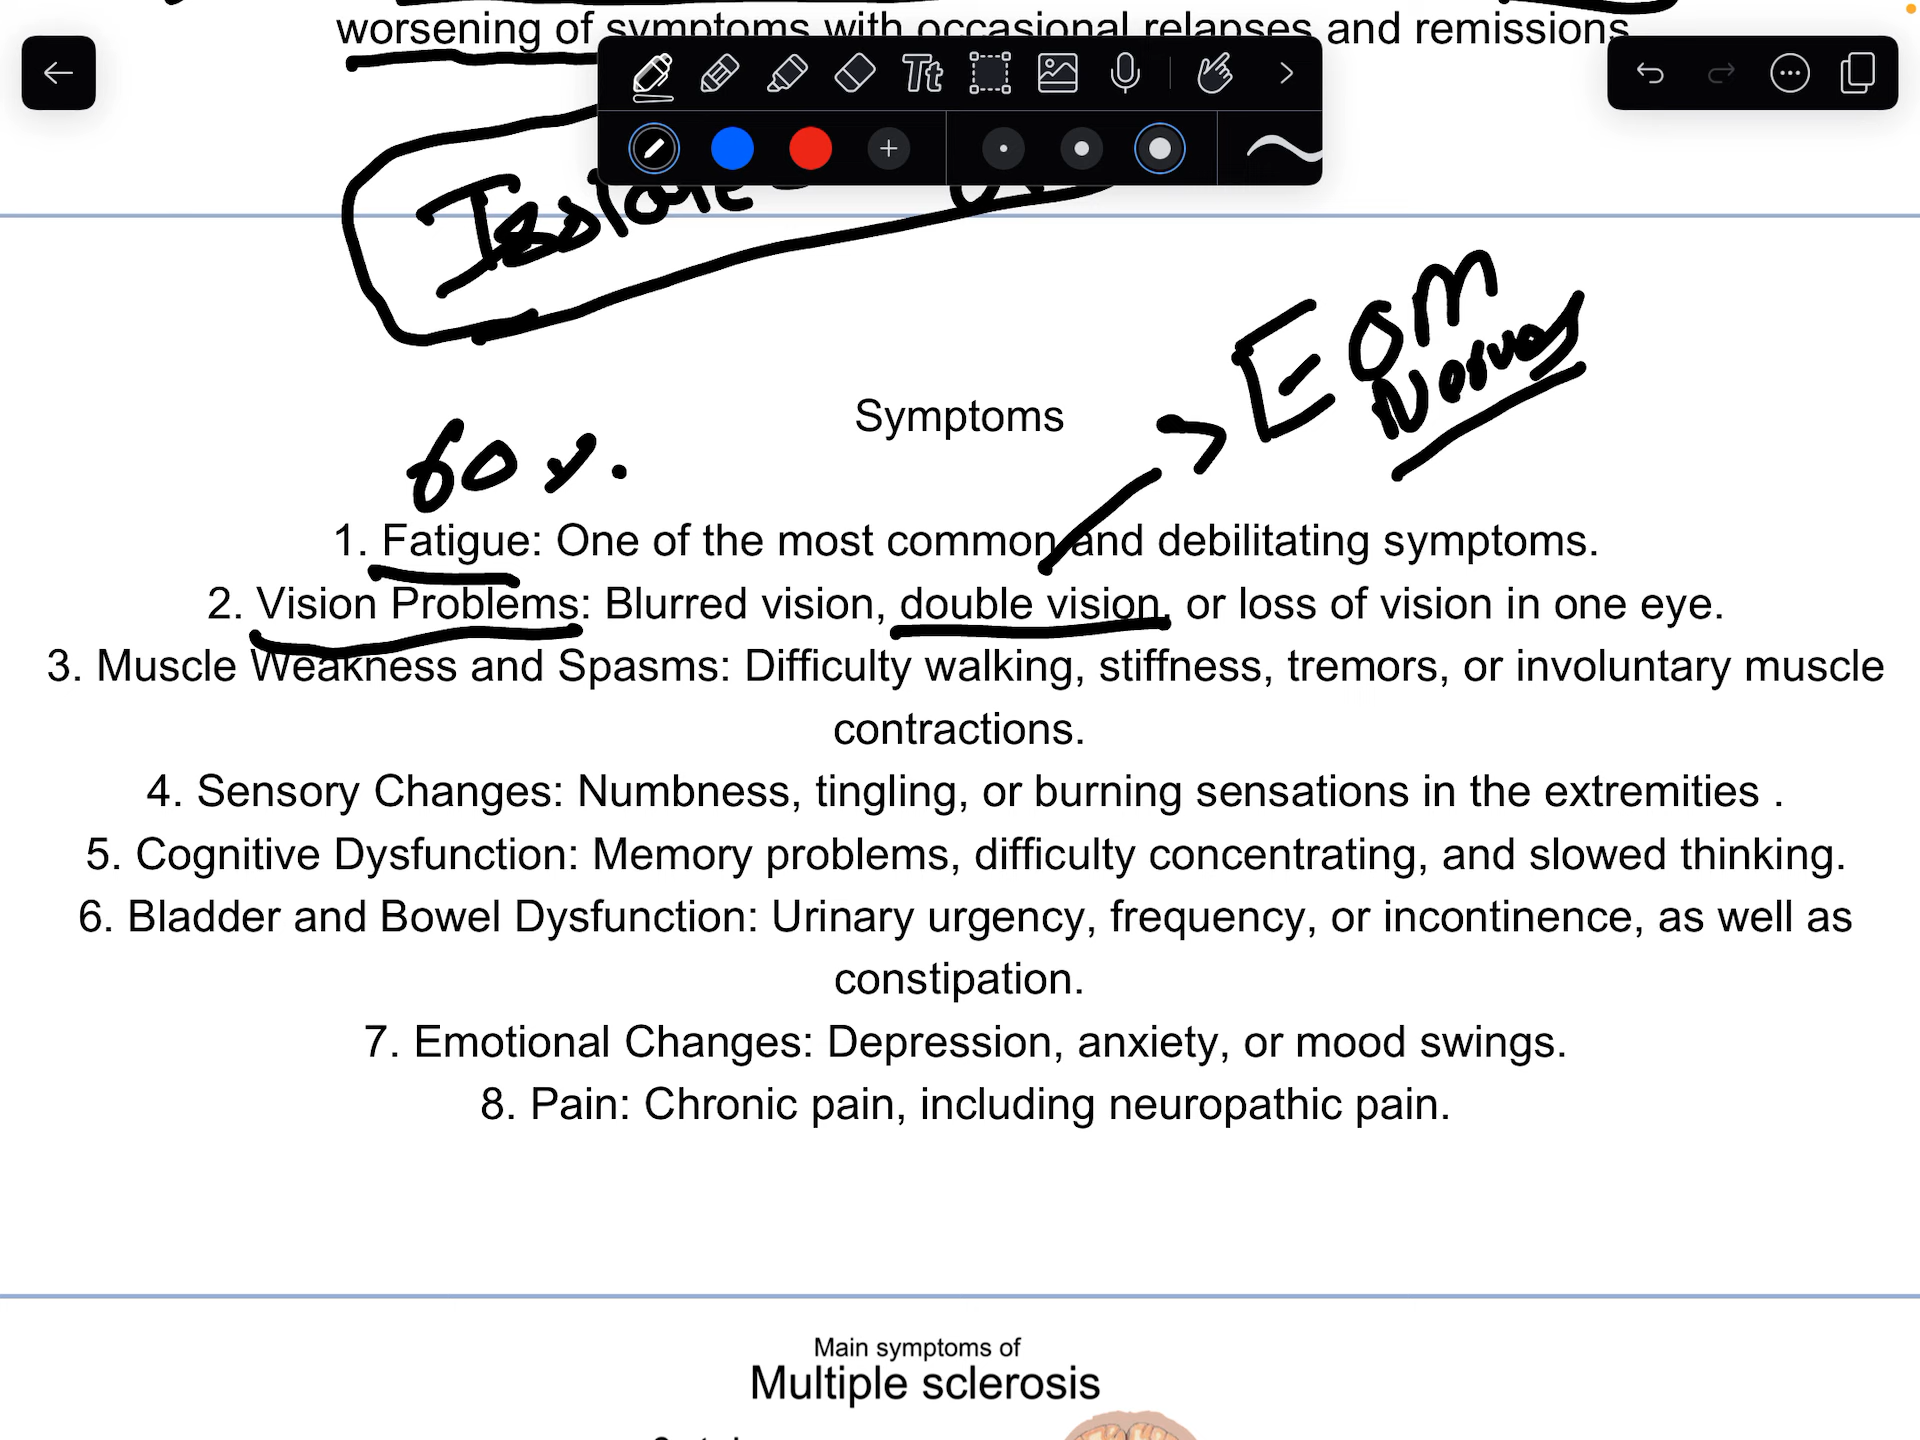 worsening of symptoms with occasional relapses and remissions
Tt
EOM
Nerves
Symptoms
60%.
1. Fatigue: One of the most common and debilitating symptoms.
2. Vision Problems: Blurred vision, double vision, or loss of vision in one eye.
3. Muscle Weakness and Spasms: Difficulty walking, stiffness, tremors, or involuntary muscle
contractions.
4. Sensory Changes: Numbness, tingling, or burning sensations in the extremities .
5. Cognitive Dysfunction: Memory problems, difficulty concentrating, and slowed thinking.
6. Bladder and Bowel Dysfunction: Urinary urgency, frequency, or incontinence, as well as
constipation.
7. Emotional Changes: Depression, anxiety, or mood swings.
8. Pain: Chronic pain, including neuropathic pain.
Main symptoms of
Multiple sclerosis